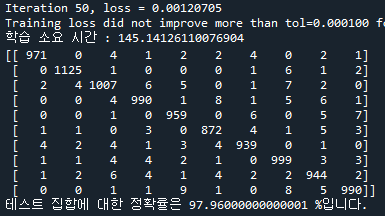 Iteration 50, loss = 0.00120705
Training loss did not improve more than tol=0.000100 fo
학습 소요 시간 : 145.14126110076904
[[ 971 0 4 1 2 2 4 0 2 1]
[ 0 1125 1 0 0 0 1 6 1 2]
[ 2 4 1007 6 5 0 1 7 2 0]
[ 0 0 4 990 1 8 1 5 6 1]
[ 0 0 1 0 959 0 6 0 5 7]
[ 1 1 0 3 0 872 4 1 5 3]
[ 4 2 4 1 3 4 939 0 1 0]
[ 1 1 4 4 2 1 0 999 3 3]
[ 1 2 6 4 1 4 2 2 944 2]
[ 0 0 1 1 9 1 0 8 5 990]]
테스트 집합에 대한 정확률은 97.96000000000001 %입니다.